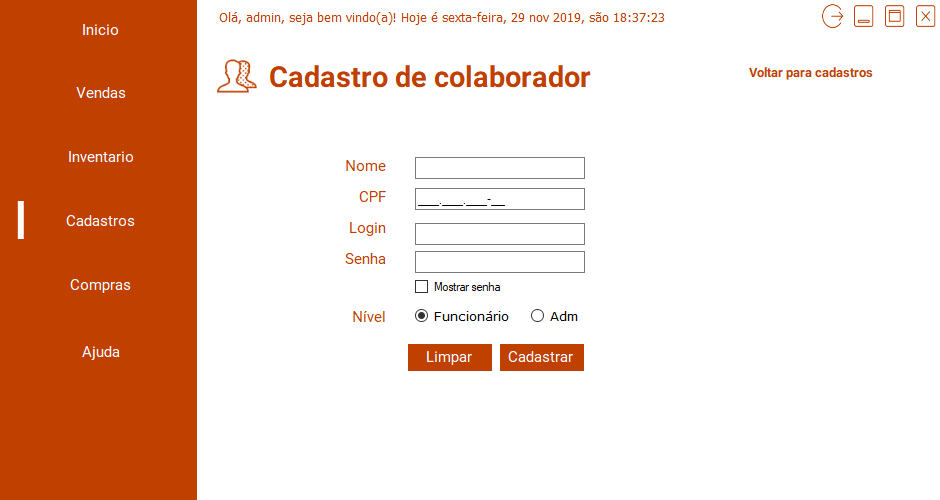 Olá, admin, seja bem vindo(a)! Hoje é sexta-feira, 29 nov 2019, são 18:37:23
Inicio
Vendas
Inventario
Cadastros
Compras
Ajuda
Cadastro de colaborador
Voltar para cadastros
Nome
CPF ___.___.___-__
Login
Senha
Mostrar senha
Nível Funcionário Adm
Limpar Cadastrar